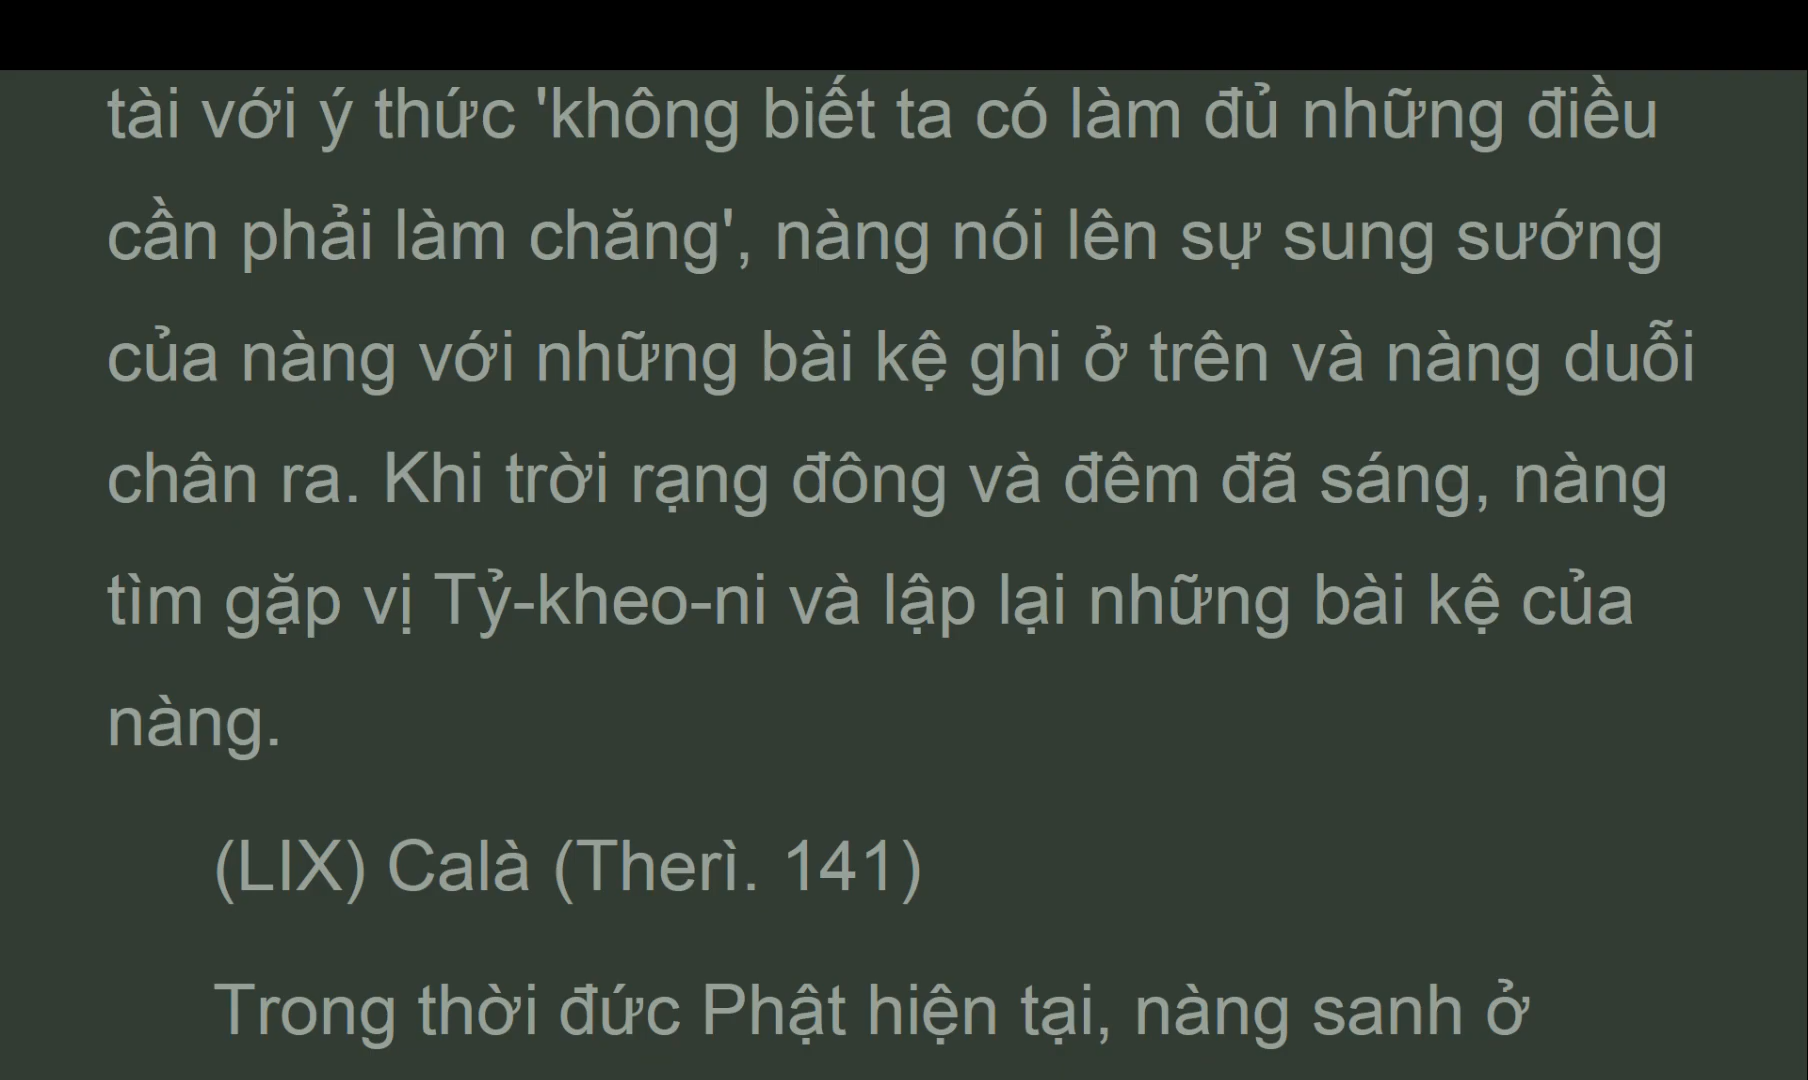 tài với ý thức 'không biết ta có làm đủ những điều
cần phải làm chăng', nàng nói lên sự sung sướng
của nàng với những bài kệ ghi ở trên và nàng duỗi
chân ra. Khi trời rạng đông và đêm đã sáng, nàng
tìm gặp vị Tỷ-kheo-ni và lập lại những bài kệ của
nàng.
(LIX) Calà (Therì. 141)
Trong thời đức Phật hiện tại, nàng sanh ở